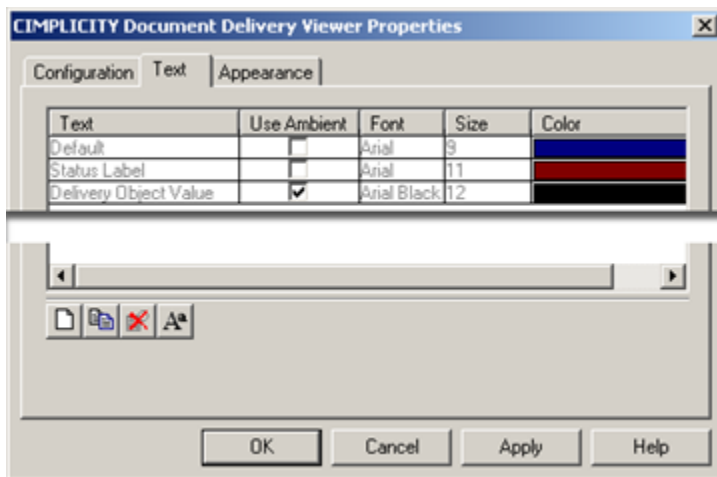 CIMPLICITY Document Delivery Viewer Properties
Configuration Text Appearance
Text Use Ambient Font Size Color
Default Arial 9
Status Label Arial 11
Delivery Object Value Arial Black 12
Aa
OK Cancel Apply Help